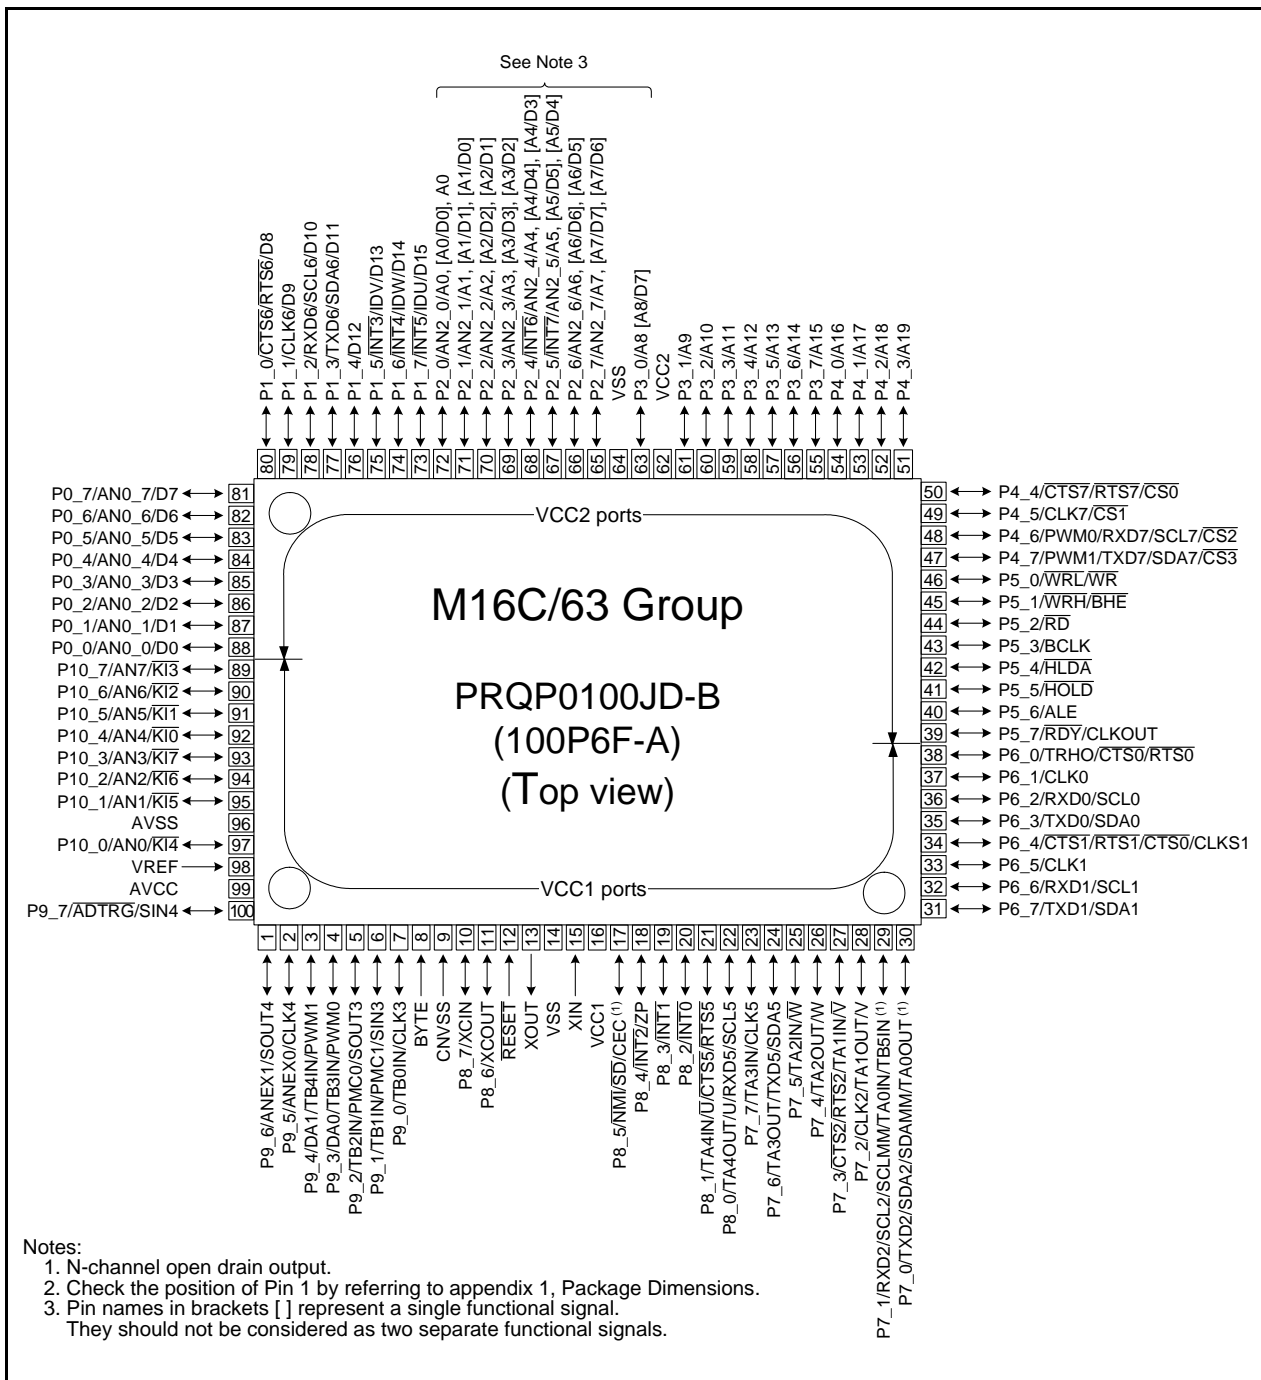 See Note 3
P1_0/CTS6/RTS6/D8
P1_1/CLK6/D9
P1_2/RXD6/SCL6/D10
P1_3/TXD6/SDA6/D11
P1_4/D12
P1_5/INT3/IDV/D13
P1_6/INT4/IDW/D14
P1_7/INT5/IDU/D15
P2_0/AN2_0/A0, [A0/D0], A0
P2_1/AN2_1/A1, [A1/D1], [A1/D0]
P2_2/AN2_2/A2, [A2/D2], [A2/D1]
P2_3/AN2_3/A3, [A3/D3], [A3/D2]
P2_4/INT6/AN2_4/A4, [A4/D4], [A4/D3]
P2_5/INT7/AN2_5/A5, [A5/D5], [A5/D4]
P2_6/AN2_6/A6, [A6/D6], [A6/D5]
P2_7/AN2_7/A7, [A7/D7], [A7/D6]
VSS
P3_0/A8 [A8/D7]
VCC2
P3_1/A9
P3_2/A10
P3_3/A11
P3_4/A12
P3_5/A13
P3_6/A14
P3_7/A15
P4_0/A16
P4_1/A17
P4_2/A18
P4_3/A19
80 79 78 77 76 75 74 73 72 71 70 69 68 67 66 65 64 63 62 61 60 59 58 57 56 55 54 53 52 51
P0_7/AN0_7/D7 81
P0_6/AN0_6/D6 82
P0_5/AN0_5/D5 83
P0_4/AN0_4/D4 84
P0_3/AN0_3/D3 85
P0_2/AN0_2/D2 86
P0_1/AN0_1/D1 87
P0_0/AN0_0/D0 88
P10_7/AN7/KI3 89
P10_6/AN6/KI2 90
P10_5/AN5/KI1 91
P10_4/AN4/KI0 92
P10_3/AN3/KI7 93
P10_2/AN2/KI6 94
P10_1/AN1/KI5 95
AVSS 96
P10_0/AN0/KI4 97
VREF 98
AVCC 99
P9_7/ADTRG/SIN4 100
VCC2 ports
M16C/63 Group
PRQP0100JD-B
(100P6F-A)
(Top view)
VCC1 ports
50 P4_4/CTS7/RTS7/CS0
49 P4_5/CLK7/CS1
48 P4_6/PWM0/RXD7/SCL7/CS2
47 P4_7/PWM1/TXD7/SDA7/CS3
46 P5_0/WRL/WR
45 P5_1/WRH/BHE
44 P5_2/RD
43 P5_3/BCLK
42 P5_4/HLDA
41 P5_5/HOLD
40 P5_6/ALE
39 P5_7/RDY/CLKOUT
38 P6_0/TRHO/CTS0/RTS0
37 P6_1/CLK0
36 P6_2/RXD0/SCL0
35 P6_3/TXD0/SDA0
34 P6_4/CTS1/RTS1/CTS0/CLKS1
33 P6_5/CLK1
32 P6_6/RXD1/SCL1
31 P6_7/TXD1/SDA1
1 2 3 4 5 6 7 8 9 10 11 12 13 14 15 16 17 18 19 20 21 22 23 24 25 26 27 28 29 30
P9_6/ANEX1/SOUT4
P9_5/ANEX0/CLK4
P9_4/DA1/TB4IN/PWM1
P9_3/DA0/TB3IN/PWM0
P9_2/TB2IN/PMC0/SOUT3
P9_1/TB1IN/PMC1/SIN3
P9_0/TB0IN/CLK3
BYTE
CNVSS
P8_7/XCIN
P8_6/XCOUT
RESET
XOUT
VSS
XIN
VCC1
P8_5/NMI/SD/CEC (1)
P8_4/INT2/ZP
P8_3/INT1
P8_2/INT0
P8_1/TA4IN/U/CTS5/RTS5
P8_0/TA4OUT/U/RXD5/SCL5
P7_7/TA3IN/CLK5
P7_6/TA3OUT/TXD5/SDA5
P7_5/TA2IN/W
P7_4/TA2OUT/W
P7_3/CTS2/RTS2/TA1IN/V
P7_2/CLK2/TA1OUT/V
P7_1/RXD2/SCL2/SCLMM/TA0IN/TB5IN (1)
P7_0/TXD2/SDA2/SDAMM/TA0OUT (1)
Notes:
1. N-channel open drain output.
2. Check the position of Pin 1 by referring to appendix 1, Package Dimensions.
3. Pin names in brackets [ ] represent a single functional signal.
They should not be considered as two separate functional signals.